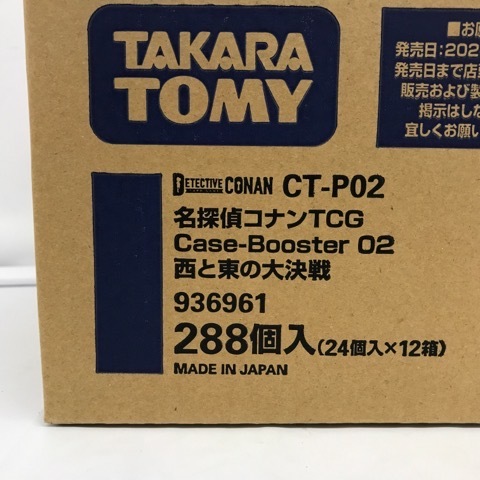 TAKARA
TOMY
■お
発売日:202
発売日まで店
販売および製
掲示はしな
宜しくお願い
DETECTIVE CONAN CT-P02
名探偵コナンTCG
Case-Booster 02
西と東の大決戦
936961
288個入(24個入×12箱)
MADE IN JAPAN